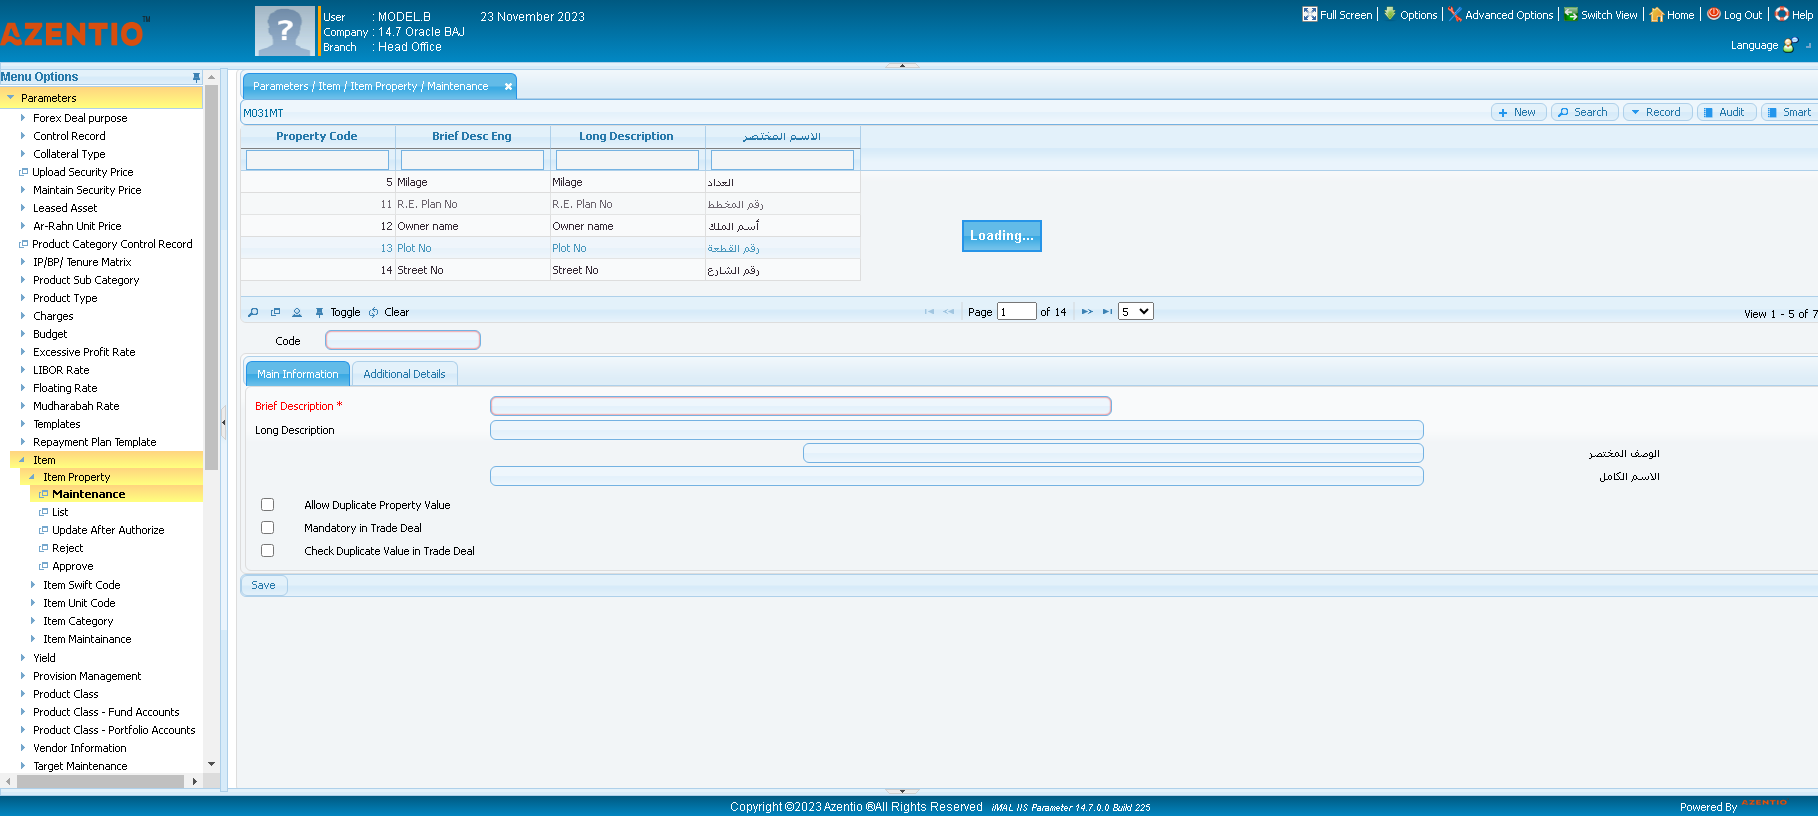 AZENTIO™
User : MODEL.B 23 November 2023
Company : 14.7 Oracle BAJ
Branch : Head Office
Full Screen | Options | Advanced Options | Switch View | Home | Log Out | Help
Language
Menu Options
Parameters
Forex Deal purpose
Control Record
Collateral Type
Upload Security Price
Maintain Security Price
Leased Asset
Ar-Rahn Unit Price
Product Category Control Record
IP/BP/ Tenure Matrix
Product Sub Category
Product Type
Charges
Budget
Excessive Profit Rate
LIBOR Rate
Floating Rate
Mudharabah Rate
Templates
Repayment Plan Template
Item
Item Property
Maintenance
List
Update After Authorize
Reject
Approve
Item Swift Code
Item Unit Code
Item Category
Item Maintainance
Yield
Provision Management
Product Class
Product Class - Fund Accounts
Product Class - Portfolio Accounts
Vendor Information
Target Maintenance
Parameters / Item / Item Property / Maintenance
M031MT
New Search Record Audit Smart
Property Code Brief Desc Eng Long Description الاسم المختصر
5 Milage Milage العداد
11 R.E. Plan No R.E. Plan No رقم المخطط
12 Owner name Owner name أسم الملك
13 Plot No Plot No رقم القطعة
14 Street No Street No رقم الشارع
Loading...
Toggle Clear Page 1 of 14 5 View 1 - 5 of 7
Code
Main Information Additional Details
Brief Description *
Long Description
الوصف المختصر
الاسم الكامل
Allow Duplicate Property Value
Mandatory in Trade Deal
Check Duplicate Value in Trade Deal
Save
Copyright ©2023 Azentio ®All Rights Reserved iMAL IIS Parameter 14.7.0.0 Build 225
Powered By AZENTIO